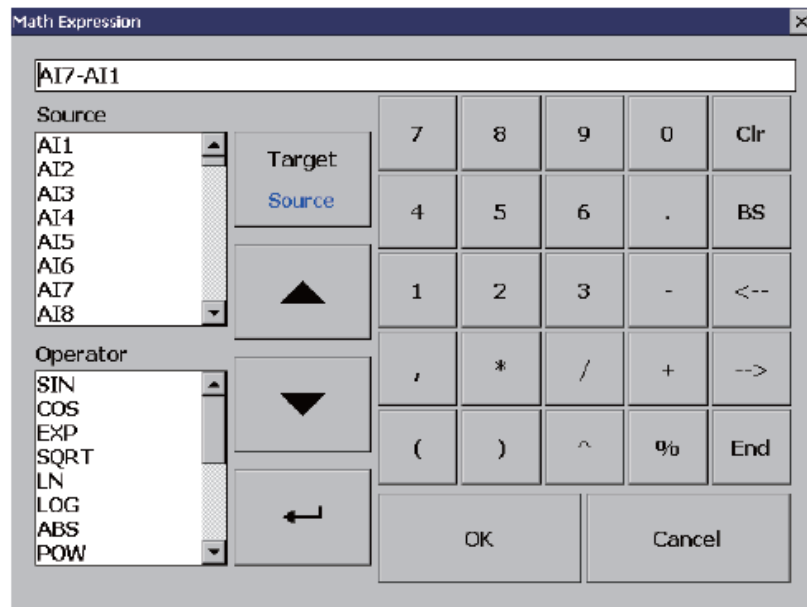 Math Expression
AI7-AI1
Source
AI1
AI2
AI3
AI4
AI5
AI6
AI7
AI8
Operator
SIN
COS
EXP
SQRT
LN
LOG
ABS
POW
Target
Source
7 8 9 0 Clr
4 5 6 . BS
1 2 3 - <--
, * / + -->
( ) ^ % End
OK Cancel